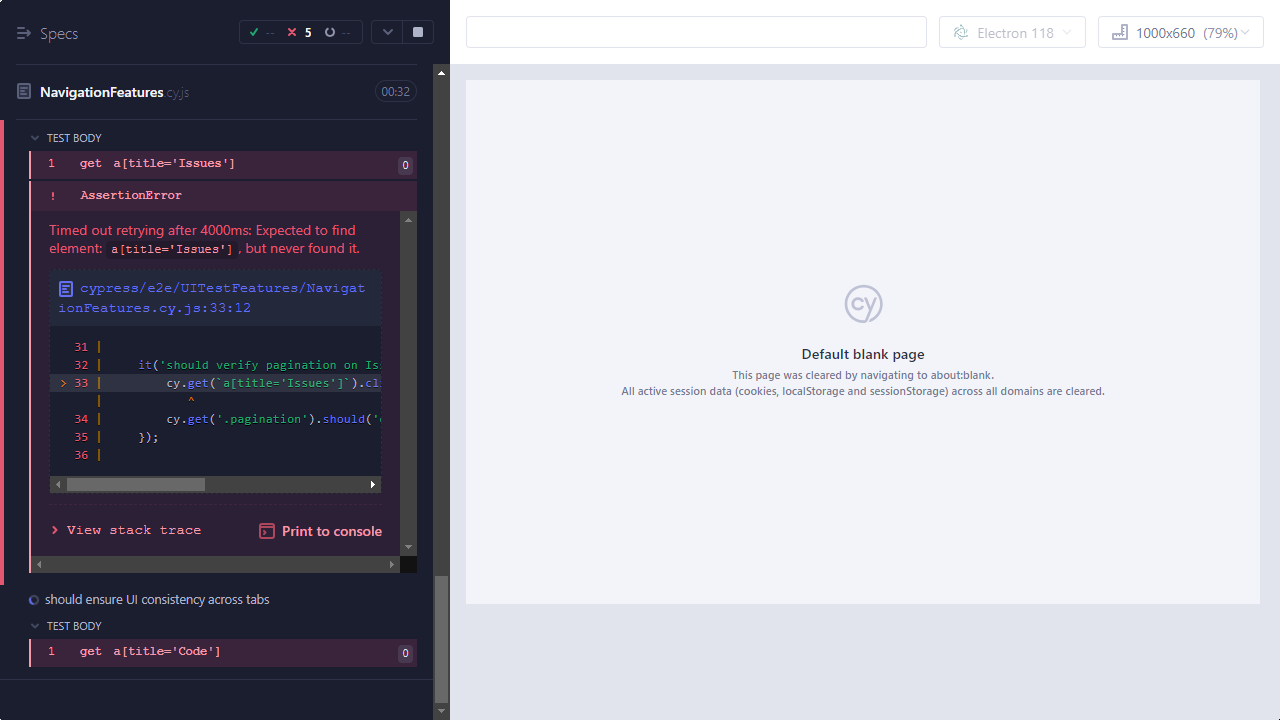 Specs
-- 5 --
Electron 118
1000x660 (79%)
NavigationFeatures.cy.js
00:32
TEST BODY
1 get a[title='Issues'] 0
! AssertionError
Timed out retrying after 4000ms: Expected to find
element: a[title='Issues'] , but never found it.
cypress/e2e/UITestFeatures/Navigat
ionFeatures.cy.js:33:12
31 |
32 | it('should verify pagination on Iss
> 33 | cy.get(`a[title='Issues']`).cl
| ^
34 | cy.get('.pagination').should('
35 | });
36 |
> View stack trace
Print to console
cy
Default blank page
This page was cleared by navigating to about:blank.
All active session data (cookies, localStorage and sessionStorage) across all domains are cleared.
should ensure UI consistency across tabs
TEST BODY
1 get a[title='Code'] 0